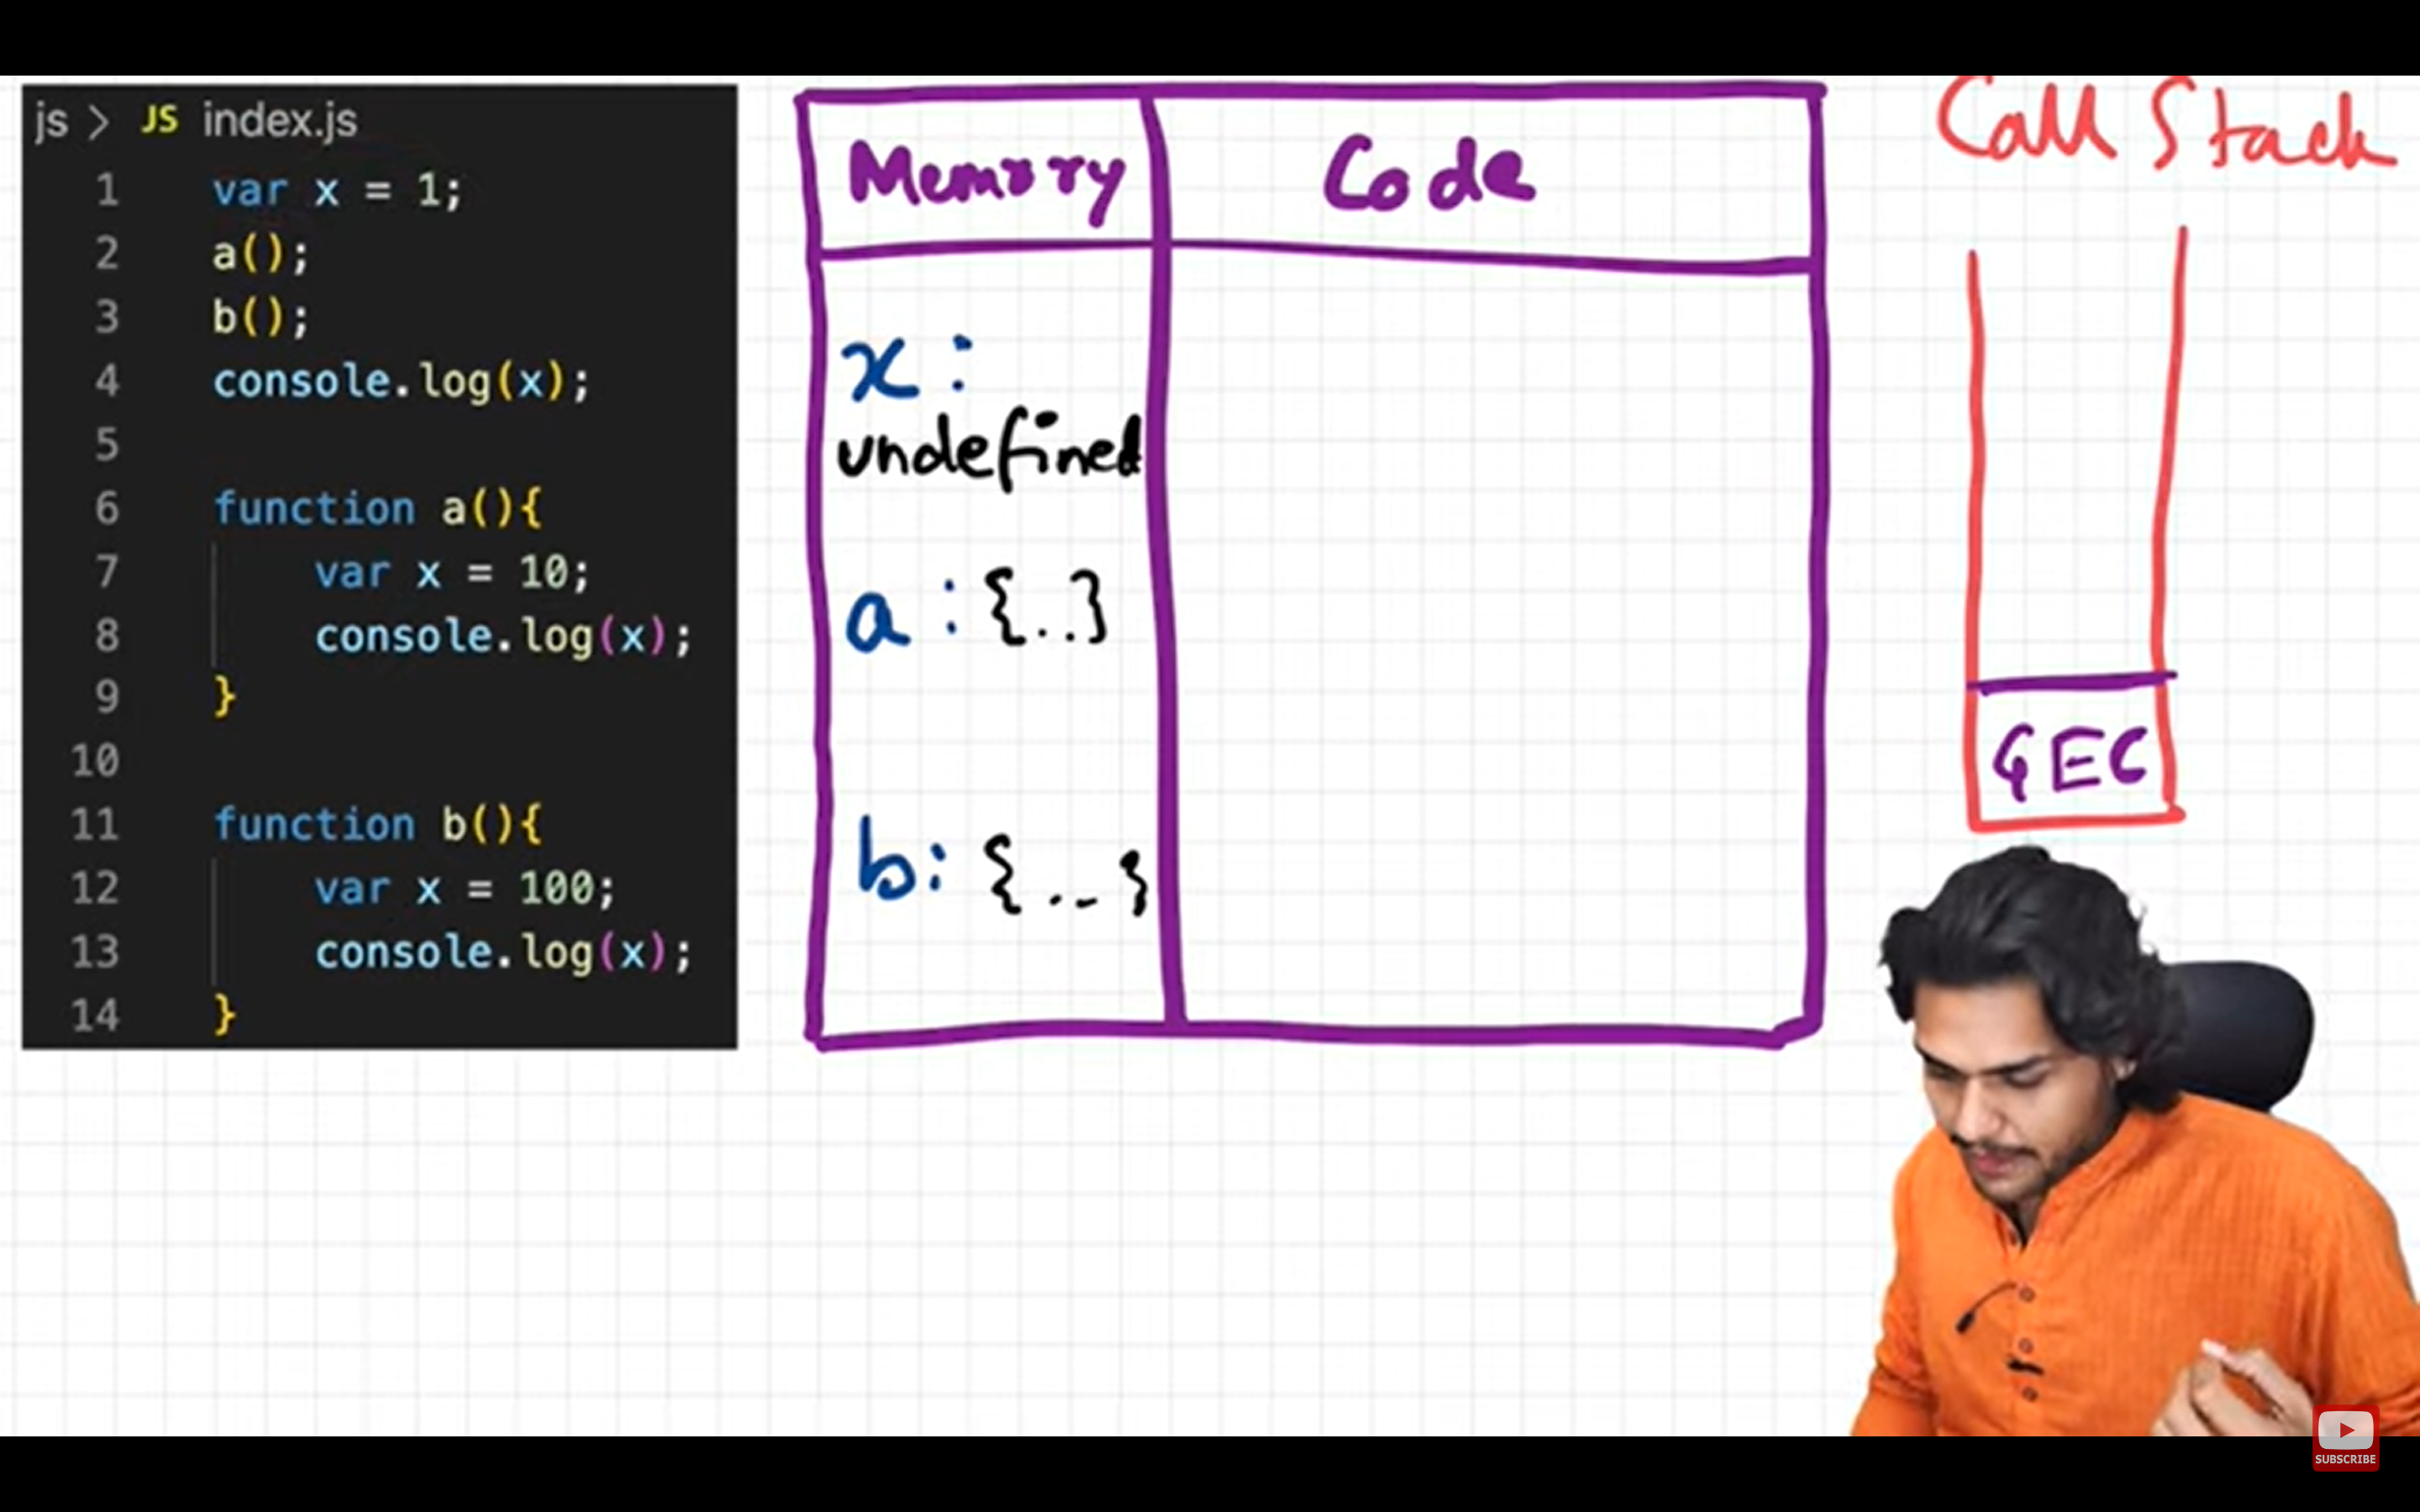 js > JS index.js
1 var x = 1;
2 a();
3 b();
4 console.log(x);
5
6 function a(){
7 var x = 10;
8 console.log(x);
9 }
10
11 function b(){
12 var x = 100;
13 console.log(x);
14 }
Memory Code
x :
undefined
a : {..}
b: {..}
Call Stack
GEC
SUBSCRIBE